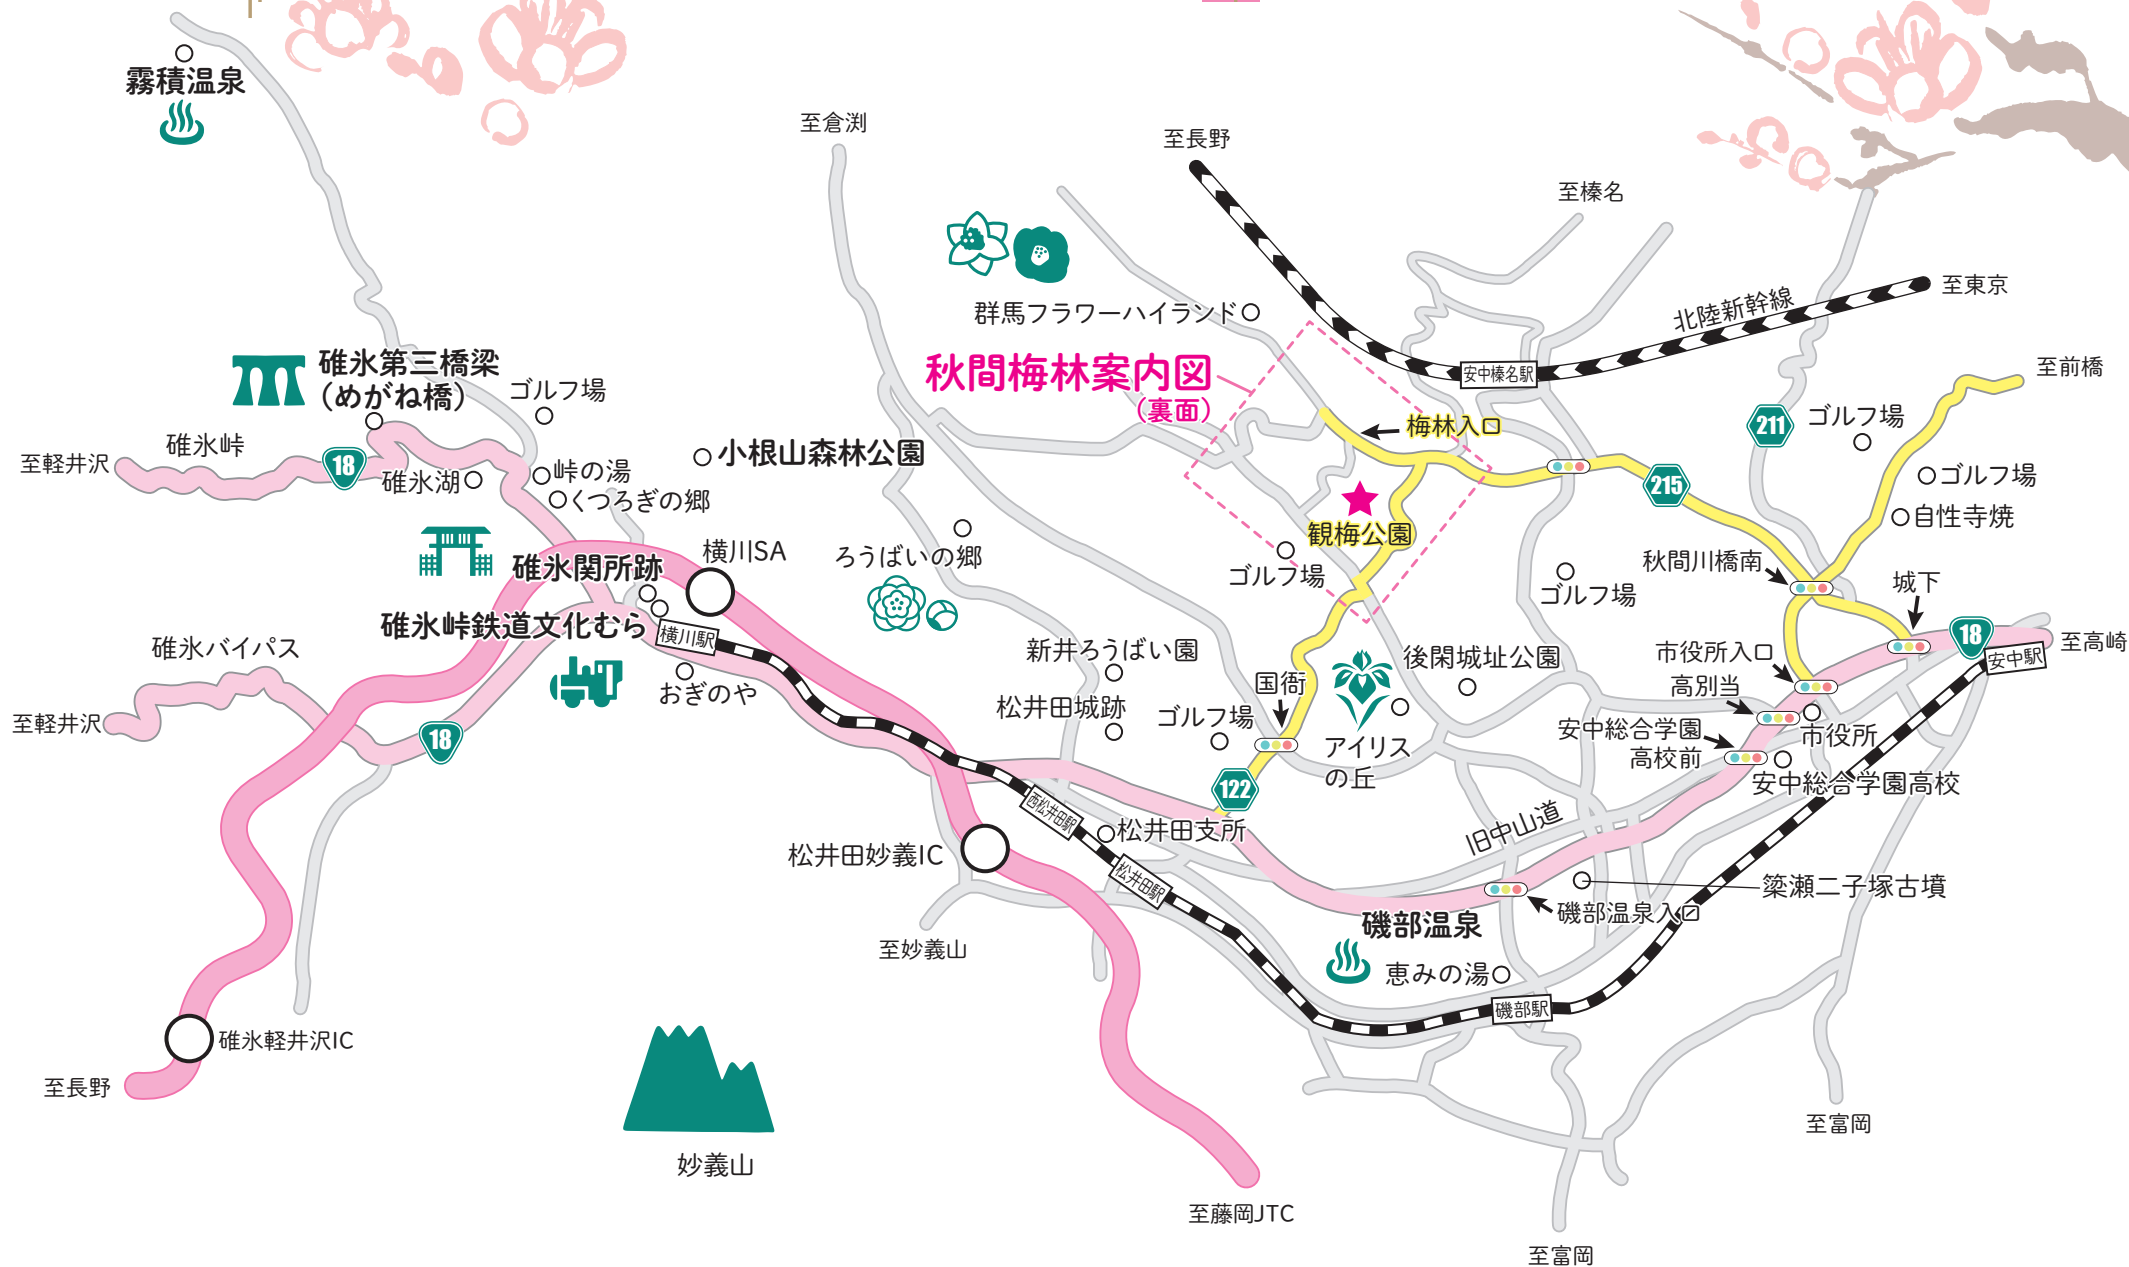 霧積温泉
至倉渕
至長野
至榛名
至東京
北陸新幹線
群馬フラワーハイランド
安中榛名駅
至前橋
秋間梅林案内図
（裏面）
碓氷第三橋梁
（めがね橋）
ゴルフ場
碓氷峠
至軽井沢
18
碓氷湖
峠の湯
くつろぎの郷
小根山森林公園
梅林入口
211
ゴルフ場
ゴルフ場
215
自性寺焼
観梅公園
横川SA
ろうばいの郷
ゴルフ場
ゴルフ場
秋間川橋南
城下
碓氷関所跡
碓氷峠鉄道文化むら
横川駅
おぎのや
碓氷バイパス
至軽井沢
18
新井ろうばい園
松井田城跡
ゴルフ場
国衙
後閑城址公園
アイリス
の丘
市役所入口
高別当
18
安中駅
至高崎
安中総合学園
高校前
市役所
安中総合学園高校
122
西松井田駅
松井田支所
松井田駅
旧中山道
松井田妙義IC
簗瀬二子塚古墳
磯部温泉入口
磯部温泉
恵みの湯
磯部駅
至妙義山
碓氷軽井沢IC
至長野
妙義山
至藤岡JTC
至富岡
至富岡